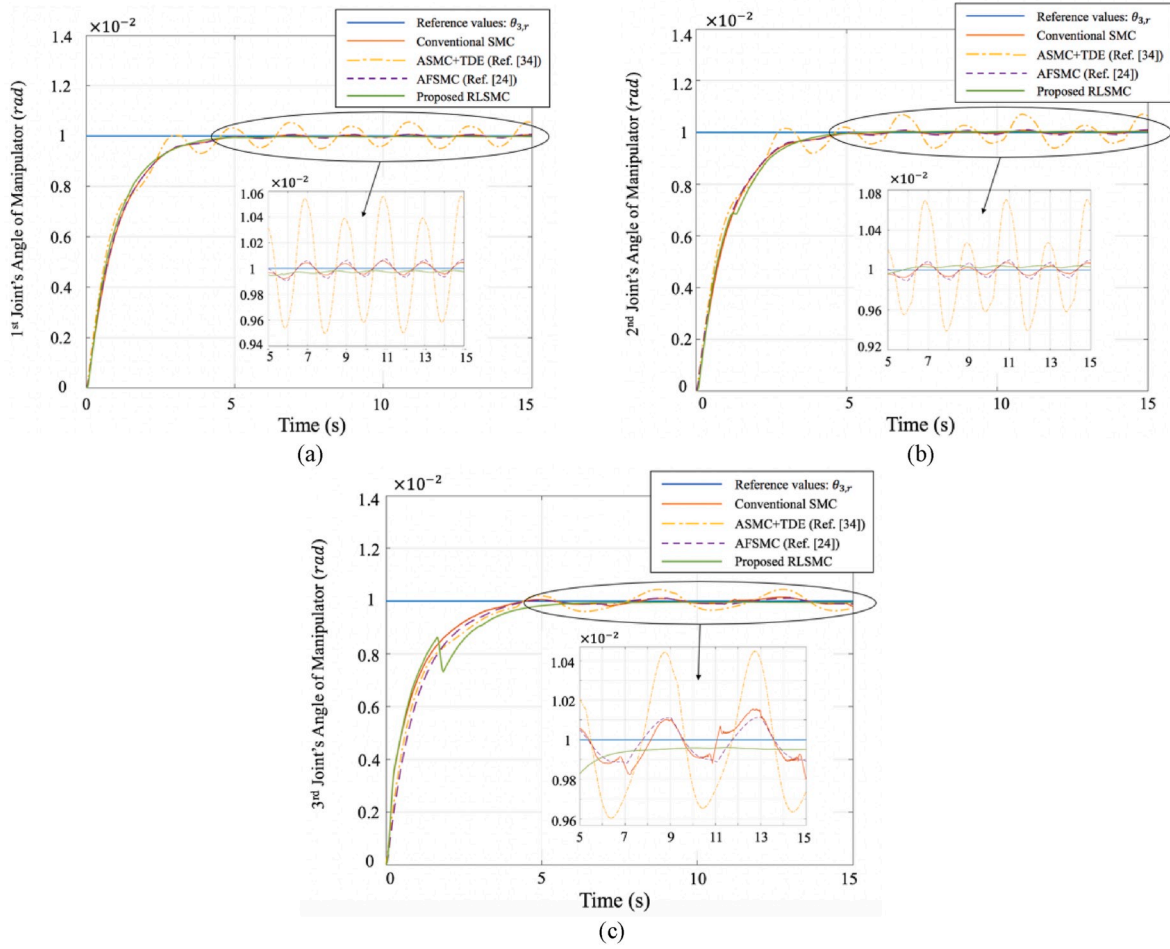 ×10⁻²
Reference values: θ₃,ᵣ
Conventional SMC
ASMC+TDE (Ref. [34])
AFSMC (Ref. [24])
Proposed RLSMC
1.4
1.2
1
0.8
0.6
0.4
0.2
0
1st Joint's Angle of Manipulator (rad)
×10⁻²
1.06
1.04
1.02
1
0.98
0.96
0.94
5 7 9 11 13 15
0 5 10 15
Time (s)
(a)
×10⁻²
Reference values: θ₃,ᵣ
Conventional SMC
ASMC+TDE (Ref. [34])
AFSMC (Ref. [24])
Proposed RLSMC
1.4
1.2
1
0.8
0.6
0.4
0.2
0
2nd Joint's Angle of Manipulator (rad)
×10⁻²
1.08
1.04
1
0.96
0.92
5 7 9 11 13 15
0 5 10 15
Time (s)
(b)
×10⁻²
Reference values: θ₃,ᵣ
Conventional SMC
ASMC+TDE (Ref. [34])
AFSMC (Ref. [24])
Proposed RLSMC
1.4
1.2
1
0.8
0.6
0.4
0.2
0
3rd Joint's Angle of Manipulator (rad)
×10⁻²
1.04
1.02
1
0.98
0.96
5 7 9 11 13 15
0 5 10 15
Time (s)
(c)